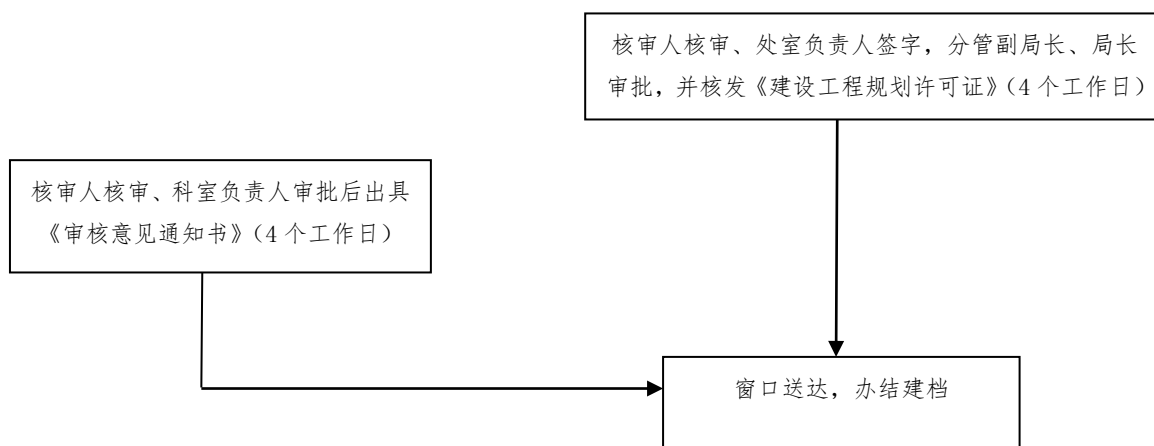 核审人核审、处室负责人签字，分管副局长、局长
审批，并核发《建设工程规划许可证》（4 个工作日）
核审人核审、科室负责人审批后出具
《审核意见通知书》（4 个工作日）
窗口送达，办结建档